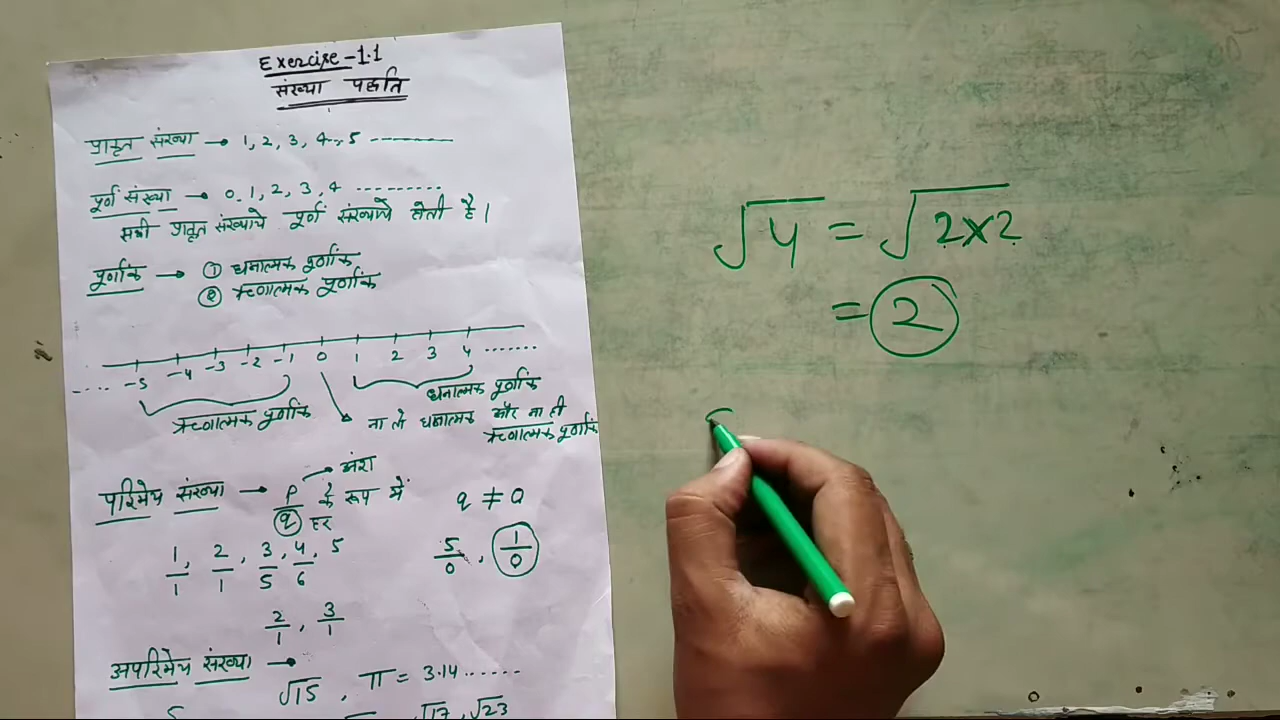 Exercise-1.1
संख्या पद्धति
प्राकृत संख्या → 1, 2, 3, 4, 5 --------
पूर्ण संख्या → 0, 1, 2, 3, 4 .........
सभी प्राकृत संख्याये पूर्ण संख्याये होती है।
पूर्णांक → ① धनात्मक पूर्णांक
② ऋणात्मक पूर्णांक
.... -5 -4 -3 -2 -1 0 1 2 3 4 .......
धनात्मक पूर्णांक
ऋणात्मक पूर्णांक
ना तो धनात्मक और ना ही
ऋणात्मक पूर्णांक
परिमेय संख्या → p/q के रूप में q ≠ 0
अंश
हर
1/1, 2/1, 3/5, 4/6, 5
5/0, 1/0
2/1, 3/1
अपरिमेय संख्या →
√15, π = 3.14......
√17, √23
√4 = √2×2
= 2